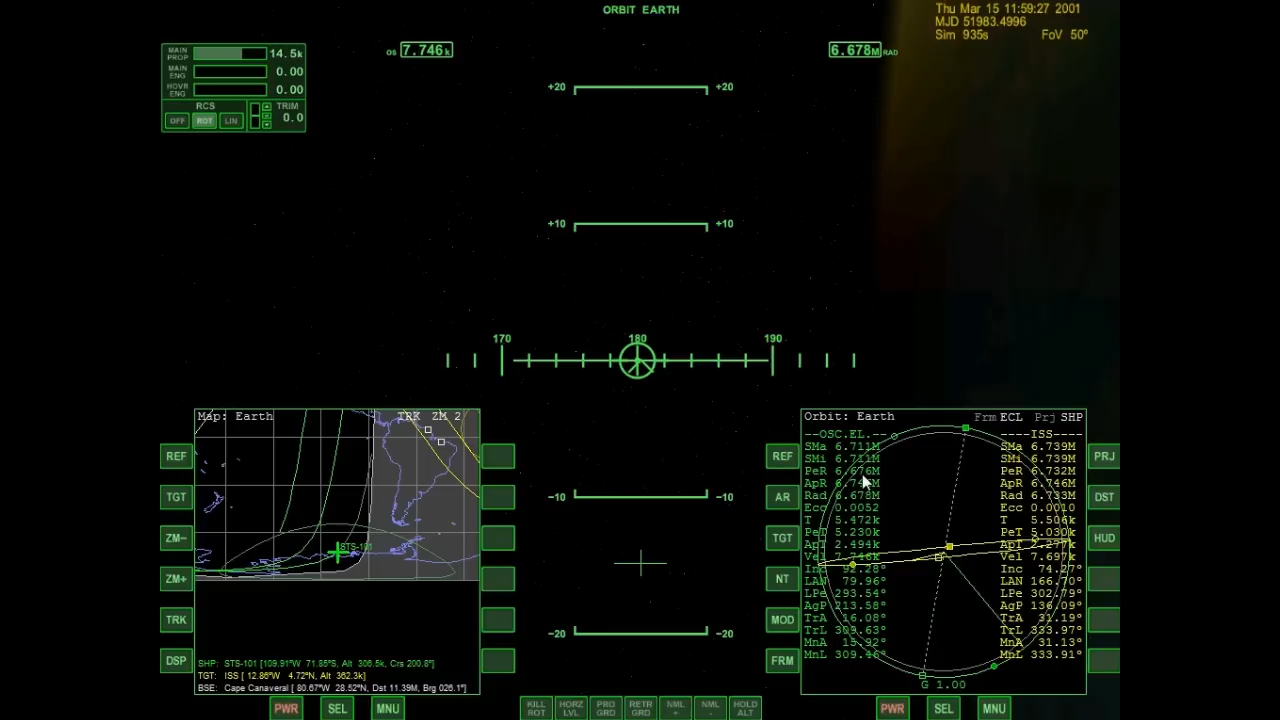 ORBIT EARTH
Thu Mar 15 11:59:27 2001
MJD 51983.4996
Sim 935s FoV 50°
MAIN PROP 14.5k
MAIN ENG 0.00
HOVR ENG 0.00
RCS TRIM
OFF ROT LIN 0.0
OS 7.746k
6.678M RAD
+20 +20
+10 +10
170 180 190
-10 -10
-20 -20
Map: Earth TRK ZM 2
REF
TGT
ZM-
ZM+
TRK
DSP
STS-101
SHP: STS-101 [109.91°W 71.85°S, Alt 306.5k, Crs 200.8°]
TGT: ISS [ 12.86°W 4.72°N, Alt 362.3k]
BSE: Cape Canaveral [ 80.67°W 28.52°N, Dst 11.39M, Brg 026.1°]
PWR SEL MNU
KILL ROT
HORZ LVL
PRO GRD
RETR GRD
NML +
NML -
HOLD ALT
Orbit: Earth Frm ECL Prj SHP
REF
AR
TGT
NT
MOD
FRM
PRJ
DST
HUD
--OSC.EL.-- ----ISS----
SMa 6.711M SMa 6.739M
SMi 6.711M SMi 6.739M
PeR 6.676M PeR 6.732M
ApR ApR 6.746M
Rad 6.678M Rad 6.733M
Ecc 0.0052 Ecc 0.0010
T 5.472k T 5.506k
PeT 5.230k PeT 5.030k
ApT 2.494k ApT
Vel Vel 7.697k
Inc 92.28° Inc 74.27°
LAN 79.96° LAN 166.70°
LPe 293.54° LPe 302.79°
AgP 213.58° AgP 136.09°
TrA 16.08° TrA 31.19°
TrL 309.63° TrL 333.97°
MnA 15.92° MnA 31.13°
MnL 309.46° MnL 333.91°
G 1.00
PWR SEL MNU